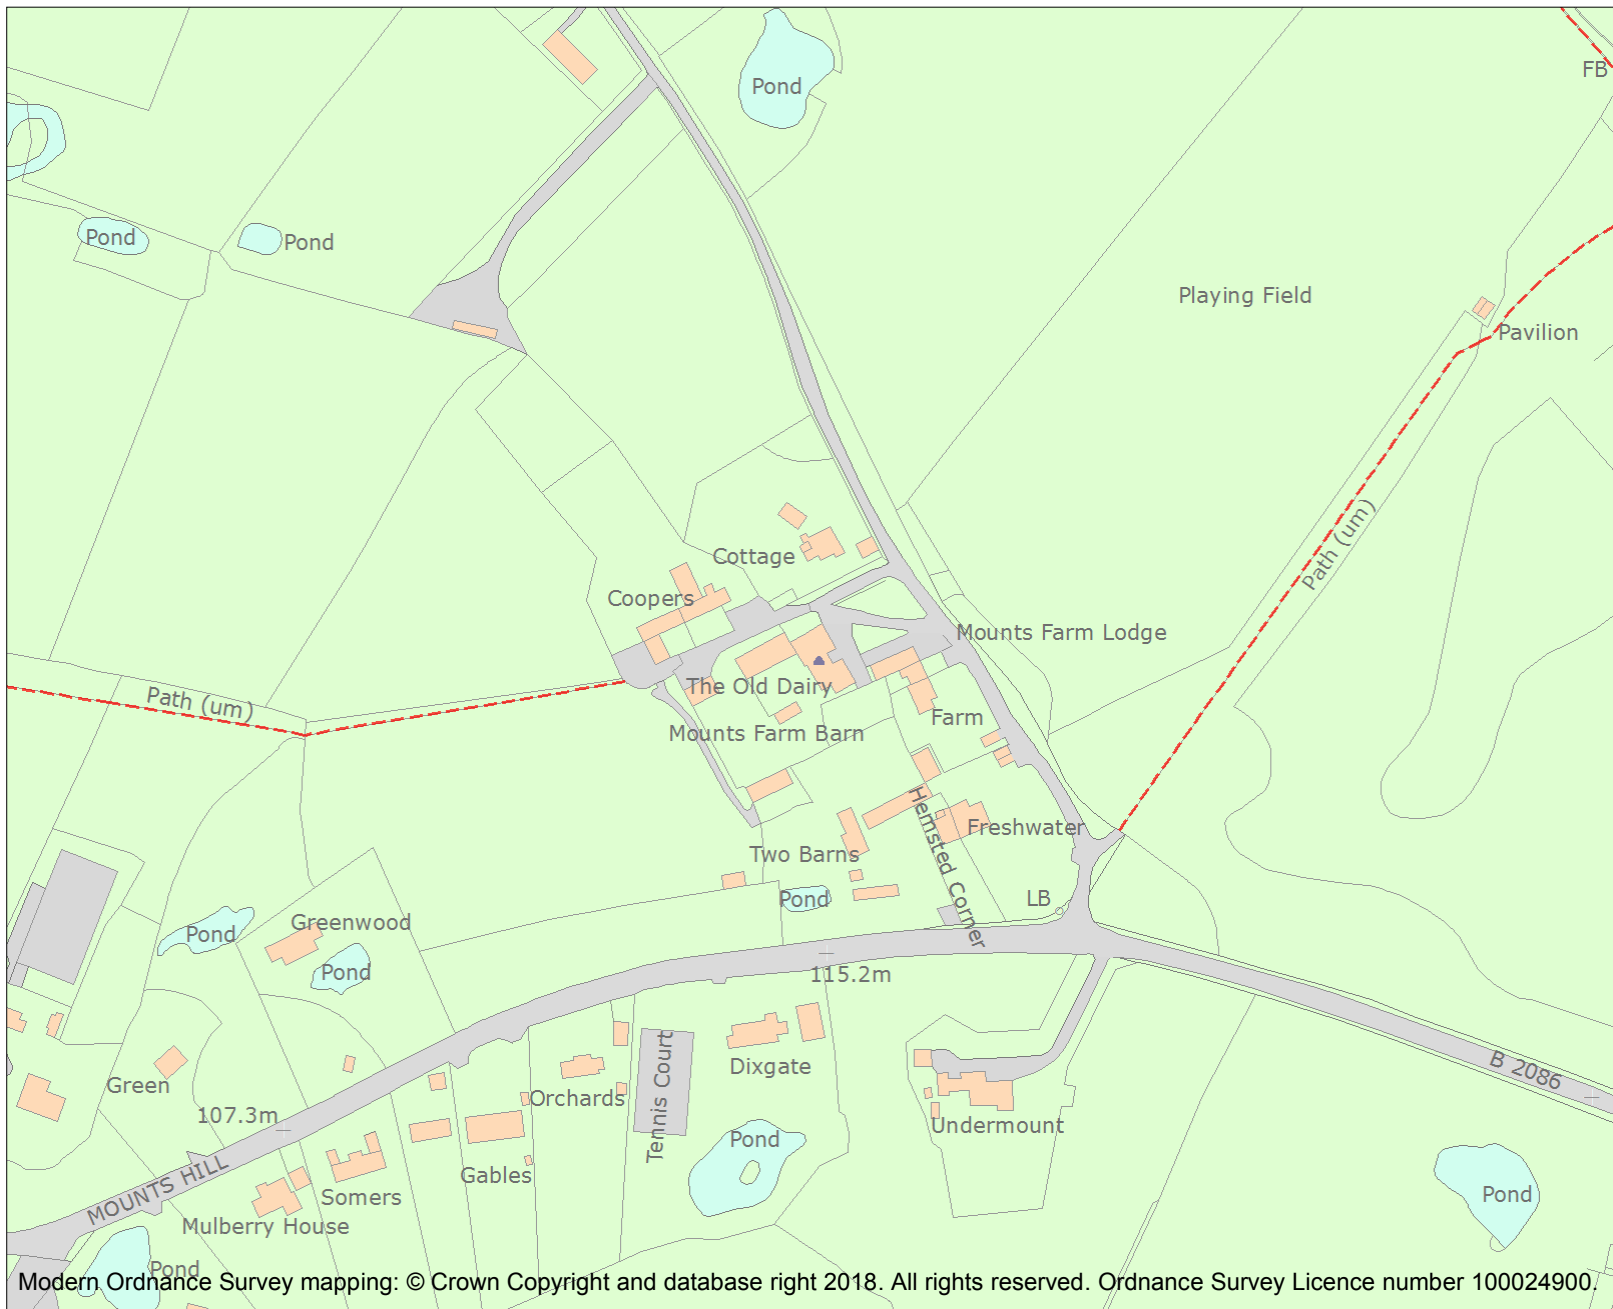 FB
Pond
Pond
Pond
Playing Field
Pavilion
Path (um)
Cottage
Coopers
Mounts Farm Lodge
The Old Dairy
Path (um)
Farm
Mounts Farm Barn
Hemsted Corner
Freshwater
Two Barns
Pond
LB
Greenwood
Pond
Pond
115.2m
Tennis Court
Dixgate
B 2086
Green
Orchards
107.3m
Undermount
Pond
MOUNTS HILL
Gables
Somers
Pond
Mulberry House
Pond
Modern Ordnance Survey mapping: © Crown Copyright and database right 2018. All rights reserved. Ordnance Survey Licence number 100024900.